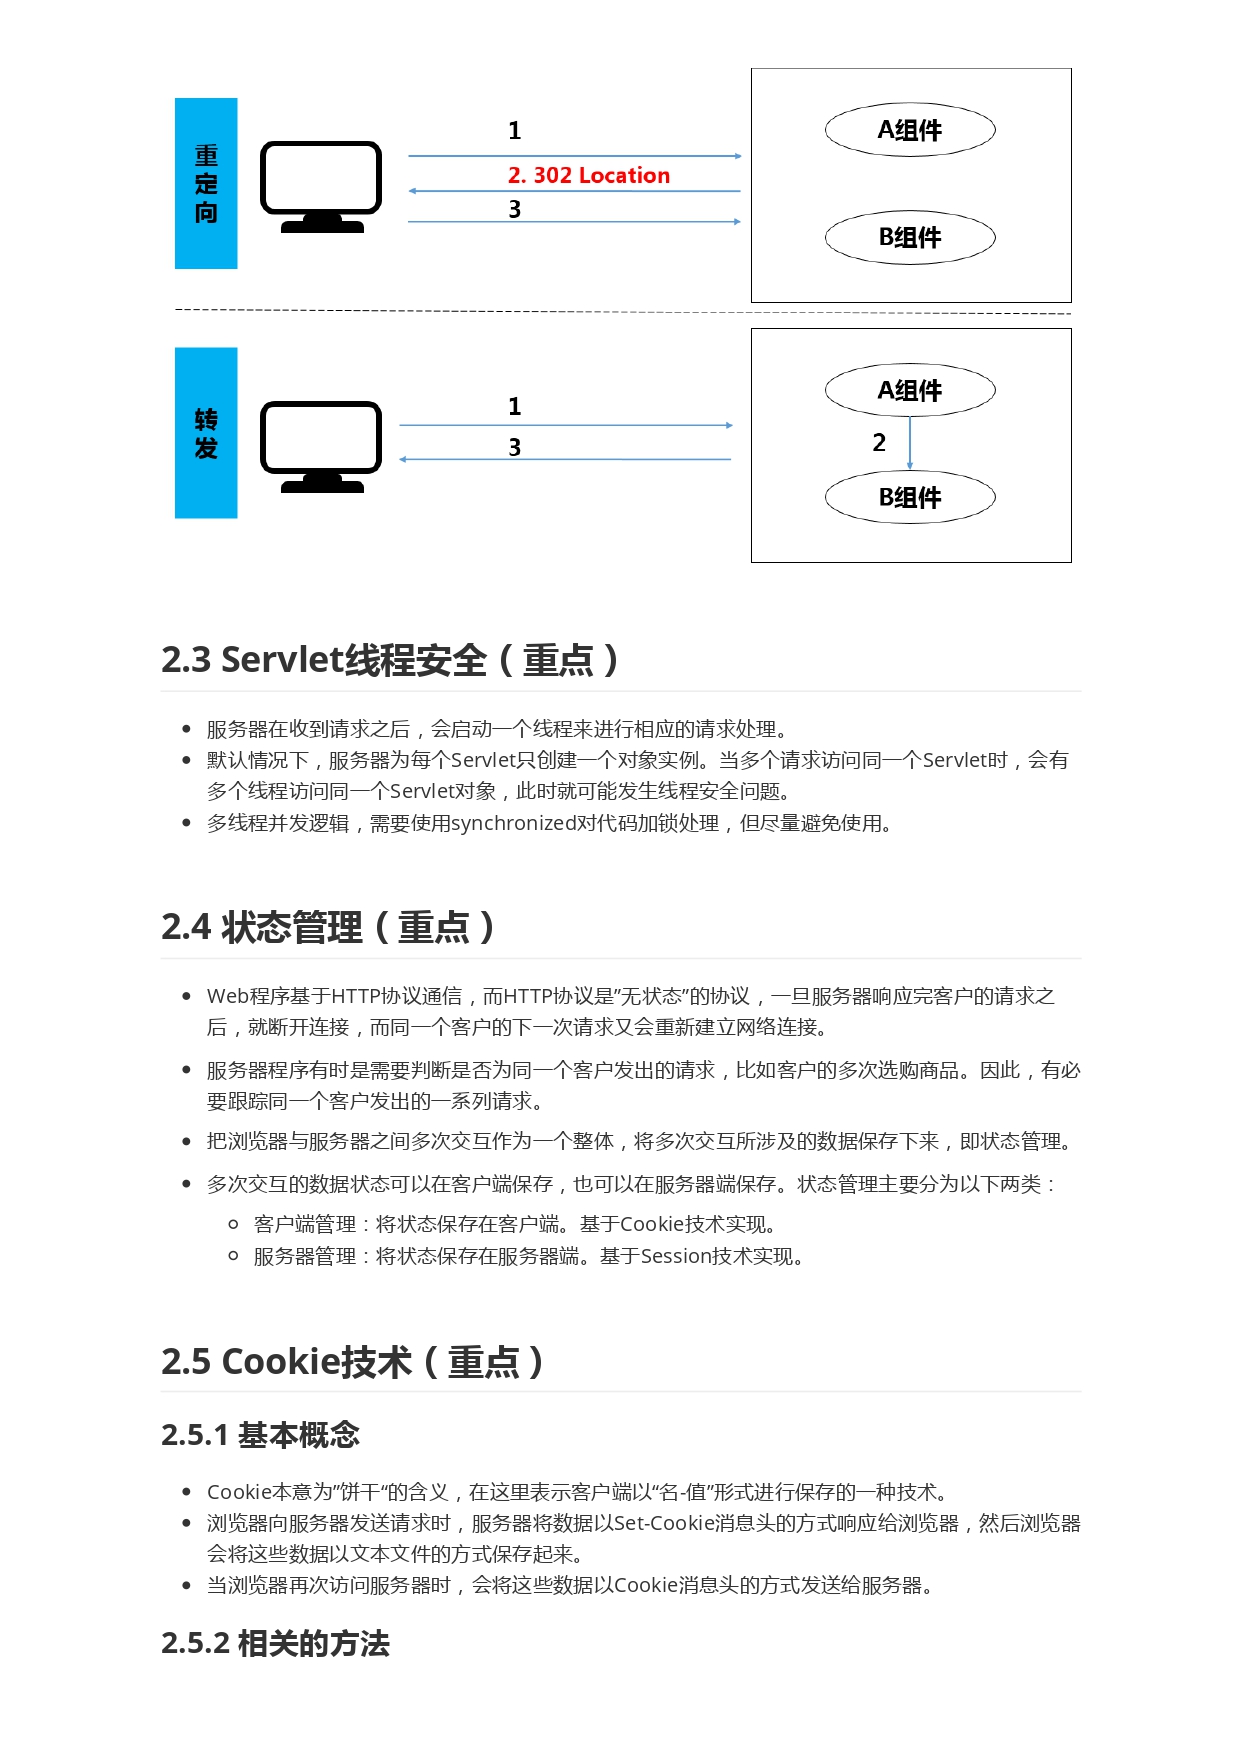 重
定
向
1
2. 302 Location
3
A组件
B组件
转
发
1
3
A组件
2
B组件
2.3 Servlet线程安全（重点）
服务器在收到请求之后，会启动一个线程来进行相应的请求处理。
默认情况下，服务器为每个Servlet只创建一个对象实例。当多个请求访问同一个Servlet时，会有
多个线程访问同一个Servlet对象，此时就可能发生线程安全问题。
多线程并发逻辑，需要使用synchronized对代码加锁处理，但尽量避免使用。
2.4 状态管理（重点）
Web程序基于HTTP协议通信，而HTTP协议是”无状态”的协议，一旦服务器响应完客户的请求之
后，就断开连接，而同一个客户的下一次请求又会重新建立网络连接。
服务器程序有时是需要判断是否为同一个客户发出的请求，比如客户的多次选购商品。因此，有必
要跟踪同一个客户发出的一系列请求。
把浏览器与服务器之间多次交互作为一个整体，将多次交互所涉及的数据保存下来，即状态管理。
多次交互的数据状态可以在客户端保存，也可以在服务器端保存。状态管理主要分为以下两类：
客户端管理：将状态保存在客户端。基于Cookie技术实现。
服务器管理：将状态保存在服务器端。基于Session技术实现。
2.5 Cookie技术（重点）
2.5.1 基本概念
Cookie本意为”饼干“的含义，在这里表示客户端以“名-值”形式进行保存的一种技术。
浏览器向服务器发送请求时，服务器将数据以Set-Cookie消息头的方式响应给浏览器，然后浏览器
会将这些数据以文本文件的方式保存起来。
当浏览器再次访问服务器时，会将这些数据以Cookie消息头的方式发送给服务器。
2.5.2 相关的方法